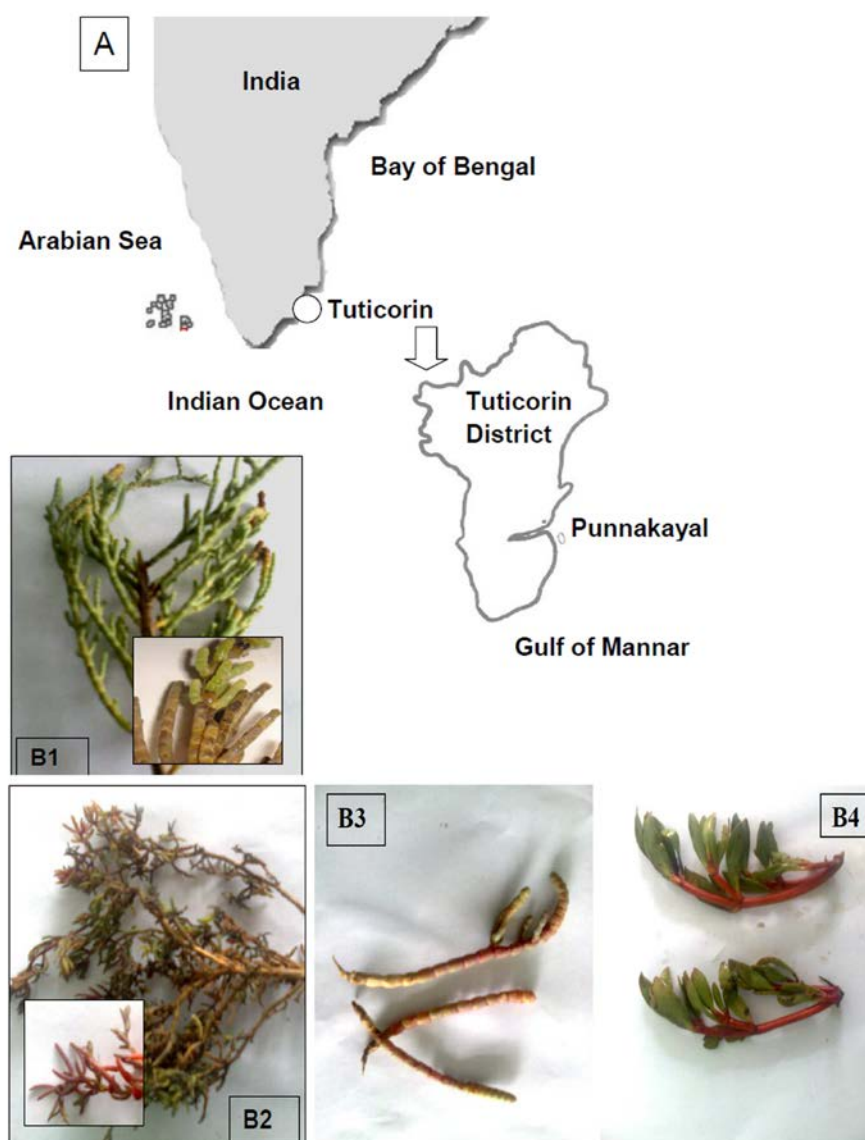 A
India
Bay of Bengal
Arabian Sea
Tuticorin
Indian Ocean
Tuticorin
District
Punnakayal
Gulf of Mannar
B1
B2
B3
B4